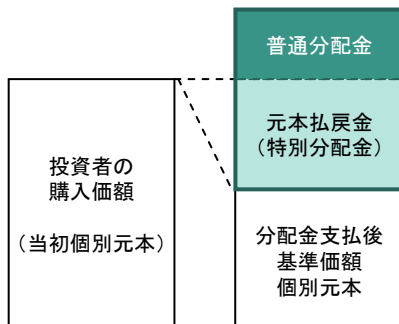 普通分配金
元本払戻金
（特別分配金）
投資者の
購入価額
（当初個別元本）
分配金支払後
基準価額
個別元本